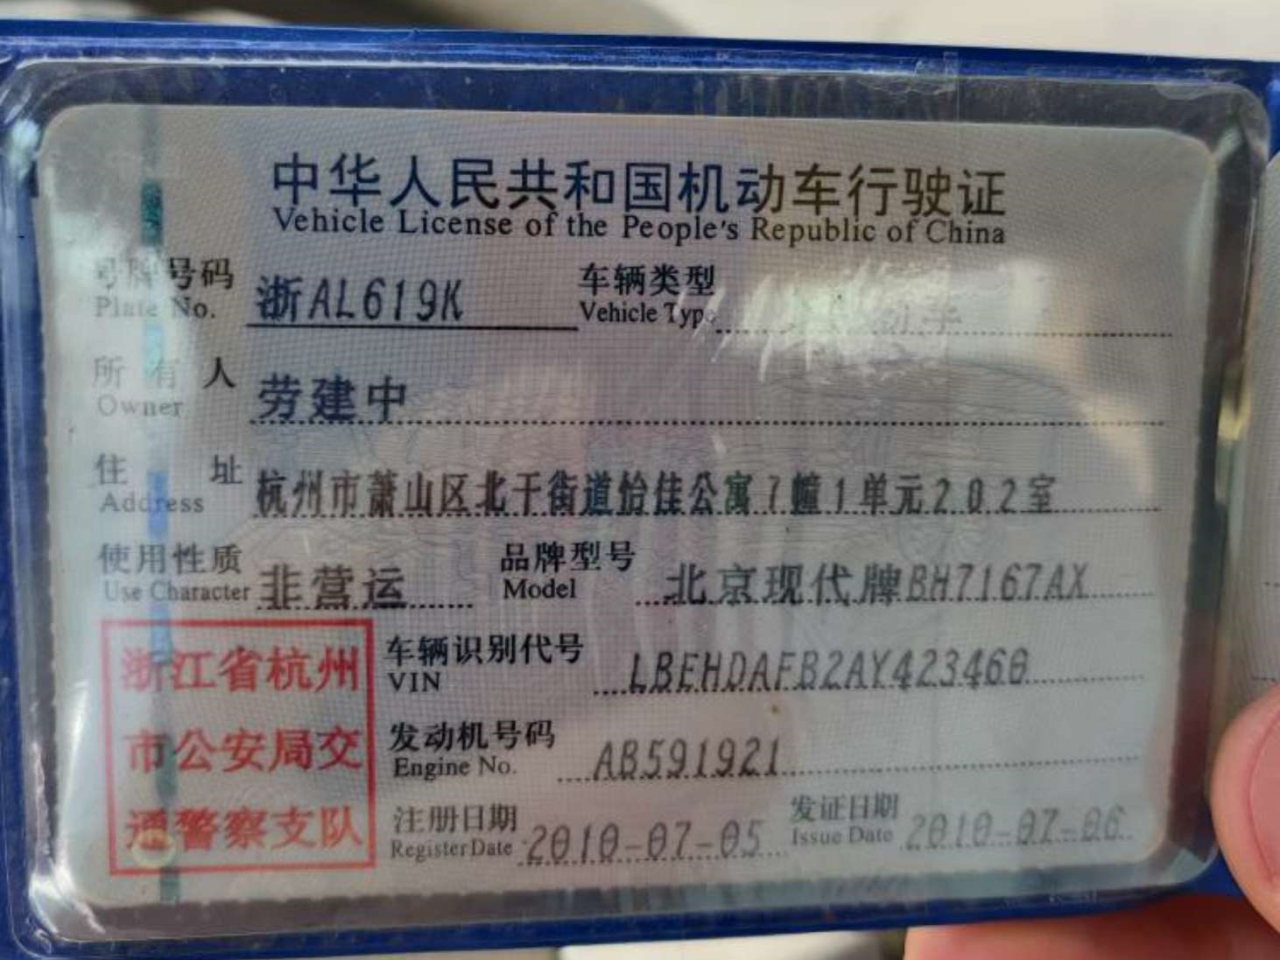 中华人民共和国机动车行驶证
Vehicle License of the People's Republic of China
号牌号码 浙AL619K 车辆类型
Plate No. Vehicle Type
所有人 劳建中
Owner
住址 杭州市萧山区北干街道怡佳公寓7幢1单元202室
Address
使用性质 非营运 品牌型号 北京现代牌BH7167AX
Use Character Model
浙江省杭州
市公安局交
通警察支队
车辆识别代号 LBEHDAFB2AY423460
VIN
发动机号码 AB591921
Engine No.
注册日期 2010-07-05 发证日期 2010-07-06
Register Date Issue Date